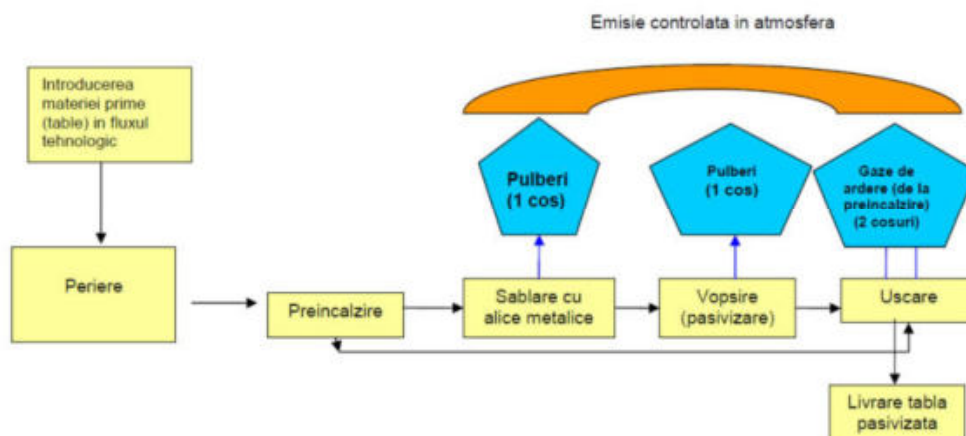 Emisie controlata in atmosfera
Introducerea
materiei prime
(table) in fluxul
tehnologic
Pulberi
(1 cos)
Pulberi
(1 cos)
Gaze de
ardere (de la
preincalzire)
(2 cosuri)
Periere
Preincalzire
Sablare cu
alice metalice
Vopsire
(pasivizare)
Uscare
Livrare tabla
pasivizata